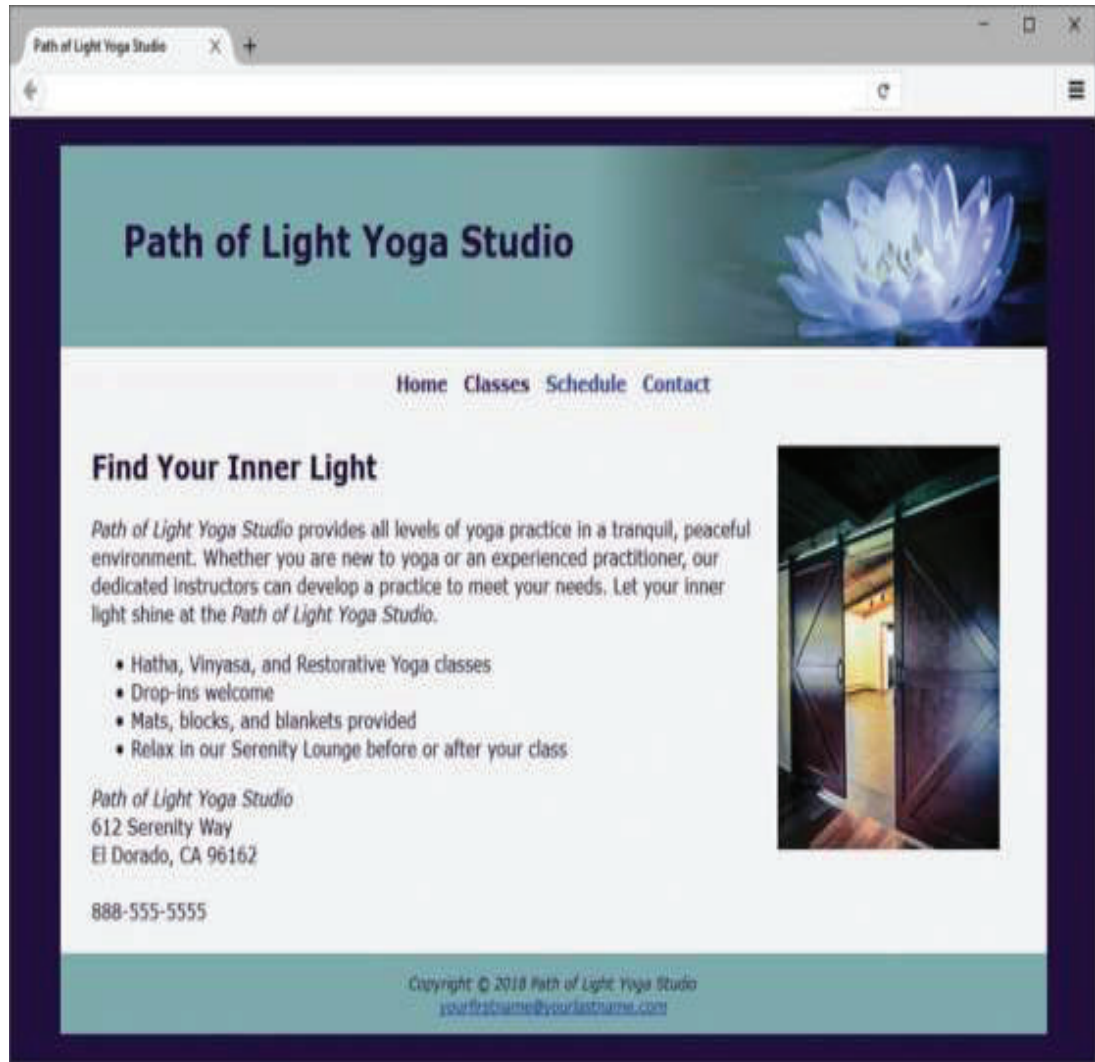 Path of Light Yoga Studio
Path of Light Yoga Studio
Home Classes Schedule Contact
Find Your Inner Light
Path of Light Yoga Studio provides all levels of yoga practice in a tranquil, peaceful
environment. Whether you are new to yoga or an experienced practitioner, our
dedicated instructors can develop a practice to meet your needs. Let your inner
light shine at the Path of Light Yoga Studio.
• Hatha, Vinyasa, and Restorative Yoga classes
• Drop-ins welcome
• Mats, blocks, and blankets provided
• Relax in our Serenity Lounge before or after your class
Path of Light Yoga Studio
612 Serenity Way
El Dorado, CA 96162
888-555-5555
Copyright © 2018 Path of Light Yoga Studio
yourfirstname@yourlastname.com